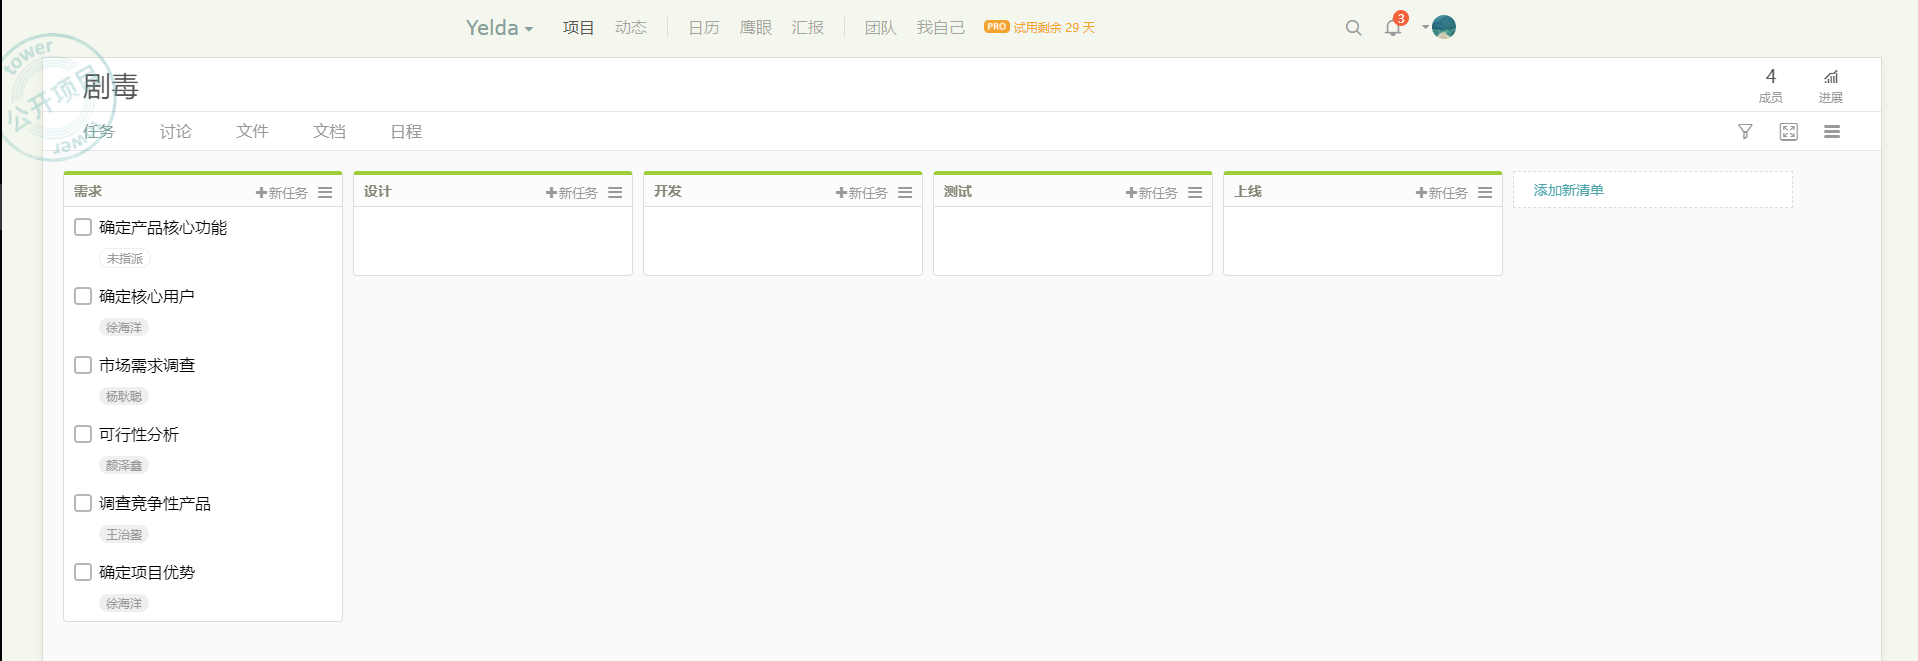 Yelda 项目 动态 日历 鹰眼 汇报 团队 我自己 PRO 试用剩余 29 天 3
tower 公开项目 tower
剧毒
4 成员
进展
任务 讨论 文件 文档 日程
需求 新任务
确定产品核心功能
未指派
确定核心用户
徐海洋
市场需求调查
杨耿聪
可行性分析
颜泽鑫
调查竞争性产品
王治鋆
确定项目优势
徐海洋
设计 新任务
开发 新任务
测试 新任务
上线 新任务
添加新清单